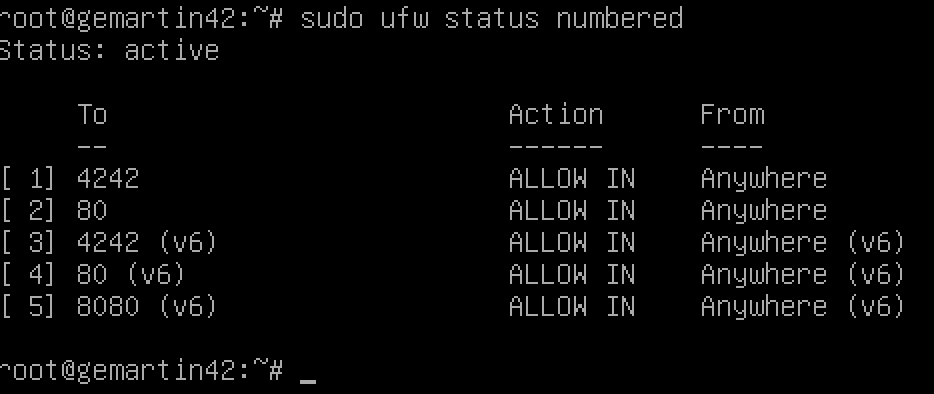 root@gemartin42:~# sudo ufw status numbered
Status: active
To Action From
-- ------ ----
[ 1] 4242 ALLOW IN Anywhere
[ 2] 80 ALLOW IN Anywhere
[ 3] 4242 (v6) ALLOW IN Anywhere (v6)
[ 4] 80 (v6) ALLOW IN Anywhere (v6)
[ 5] 8080 (v6) ALLOW IN Anywhere (v6)
root@gemartin42:~# _